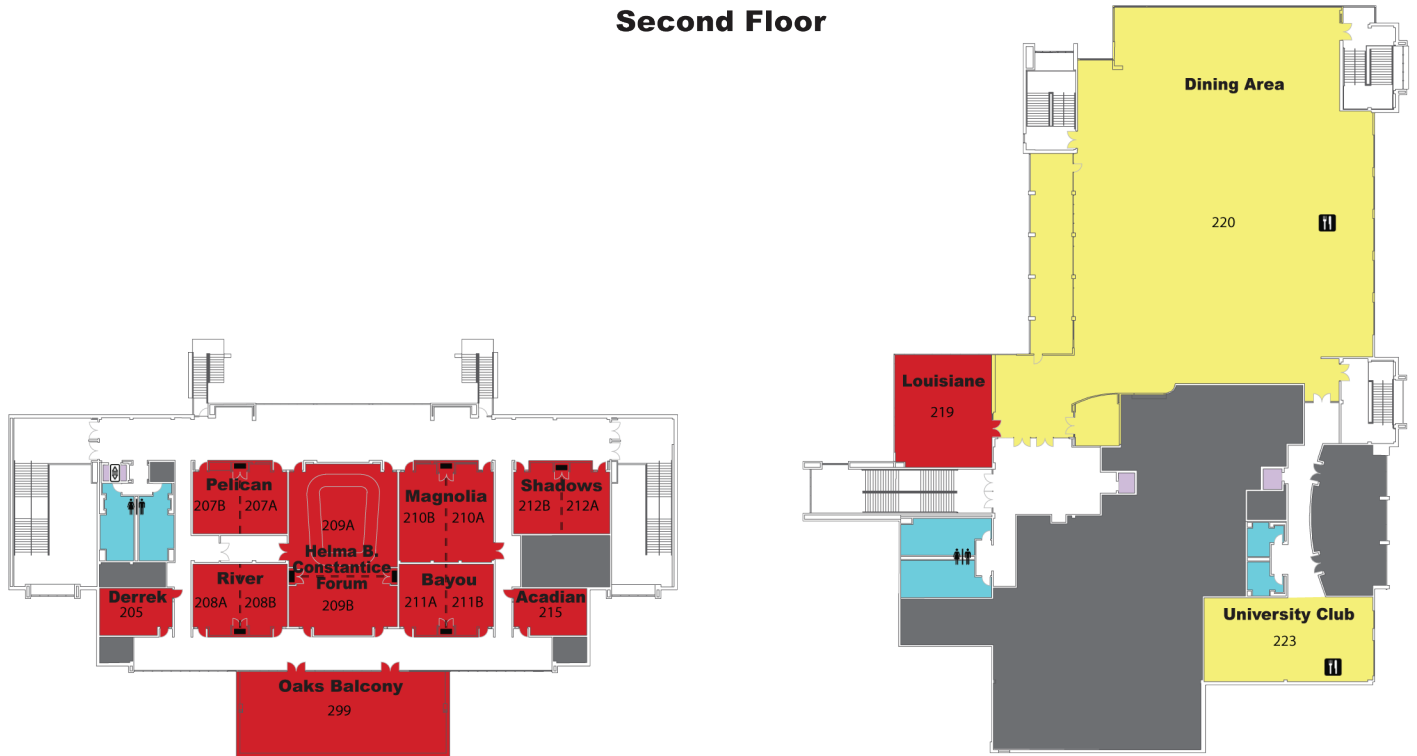 Second Floor
Dining Area
220
Louisiane
219
Pelican
207B 207A
209A
Magnolia
210B 210A
Shadows
212B 212A
Helma B.
Constantice
Forum
209B
Derrek
205
River
208A 208B
Bayou
211A 211B
Acadian
215
University Club
223
Oaks Balcony
299